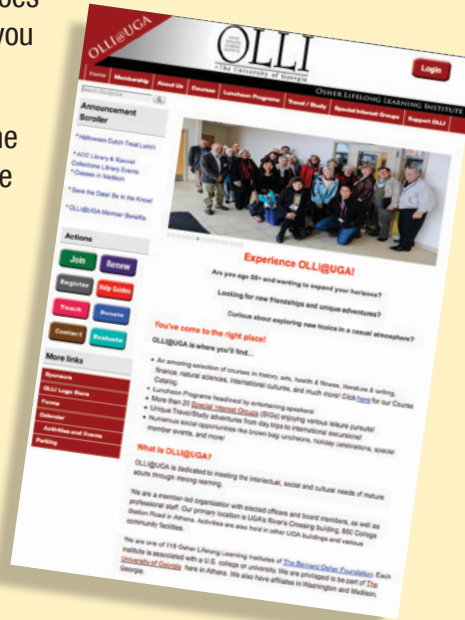 oes
you
ne
e
OLLI@UGA
OLLI
@The University of Georgia
Login
OSHER LIFELONG LEARNING INSTITUTE
Home Membership About Us Courses Luncheon Programs Travel / Study Special Interest Groups Support OLLI
Search OLLI@UGA
Announcement
Scroller
Halloween Dutch Treat Lunch
ACC Library & Special
Collections Library Events
Classes in Madison
Save the Date! Be in the Know!
OLLI@UGA Member Benefits
Actions
Join Renew
Register Help Guides
Teach Donate
Contact Evaluate
More links
Sponsors
OLLI Logo Store
Forms
Calendar
Activities and Events
Parking
Experience OLLI@UGA!
Are you age 50+ and wanting to expand your horizons?
Looking for new friendships and unique adventures?
Curious about exploring new topics in a casual atmosphere?
You've come to the right place!
OLLI@UGA is where you'll find...
• An amazing selection of courses in history, arts, health & fitness, literature & writing,
finance, natural sciences, international cultures, and much more! Click here for our Course
Catalog.
• Luncheon Programs headlined by entertaining speakers!
• More than 20 Special Interest Groups (SIGs) enjoying various leisure pursuits!
• Unique Travel/Study adventures from day trips to international excursions!
• Numerous social opportunities like brown bag luncheons, holiday celebrations, special
member events, and more!
What is OLLI@UGA?
OLLI@UGA is dedicated to meeting the intellectual, social and cultural needs of mature
adults through lifelong learning.
We are a member-led organization with elected officers and board members, as well as
professional staff. Our primary location is UGA's River's Crossing building, 850 College
Station Road in Athens. Activities are also held in other UGA buildings and various
community facilities.
We are one of 119 Osher Lifelong Learning Institutes of The Bernard Osher Foundation. Each
institute is associated with a U.S. college or university. We are privileged to be part of The
University of Georgia here in Athens. We also have affiliates in Washington and Madison,
Georgia.